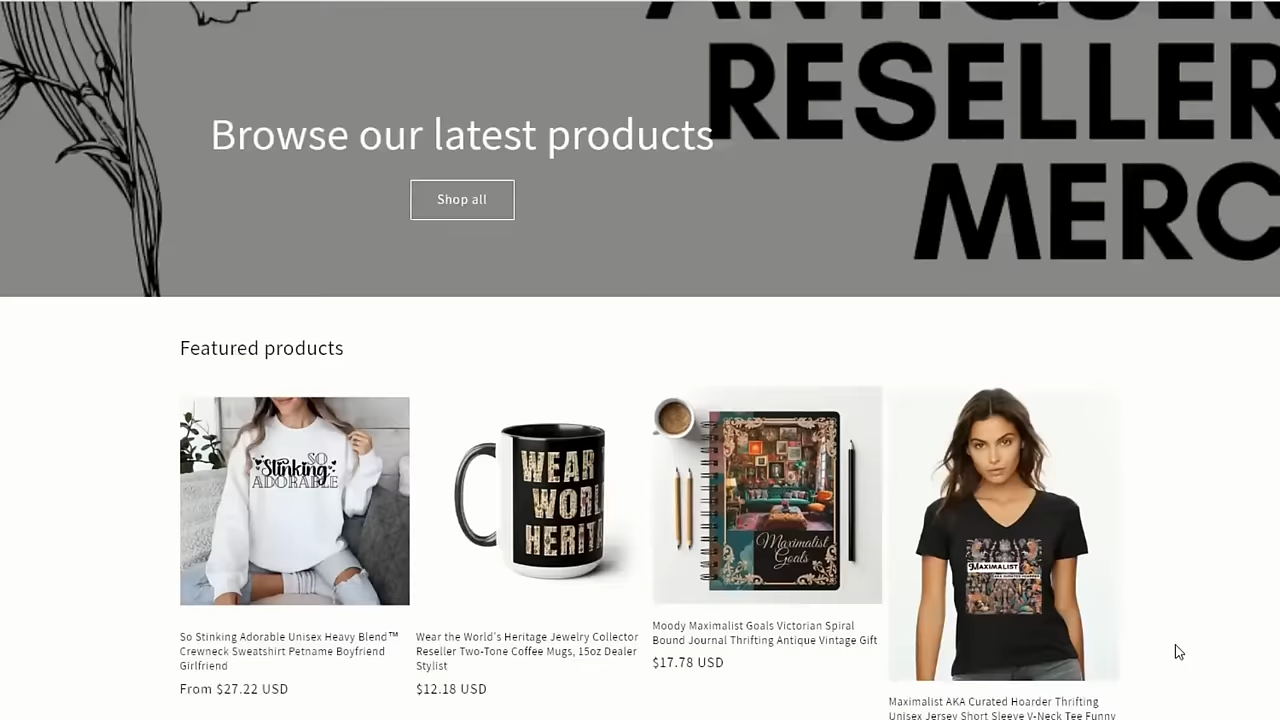 RESELLER
MERC
Browse our latest products
Shop all
Featured products
SO
Stinking
ADORABLE
WEAR
WORL
HERITA
Maximalist
Goals
MAXIMALIST
AKA CURATED HOARDER
So Stinking Adorable Unisex Heavy Blend™
Crewneck Sweatshirt Petname Boyfriend
Girlfriend
From $27.22 USD
Wear the World's Heritage Jewelry Collector
Reseller Two-Tone Coffee Mugs, 15oz Dealer
Stylist
$12.18 USD
Moody Maximalist Goals Victorian Spiral
Bound Journal Thrifting Antique Vintage Gift
$17.78 USD
Maximalist AKA Curated Hoarder Thrifting
Unisex Jersey Short Sleeve V-Neck Tee Funny